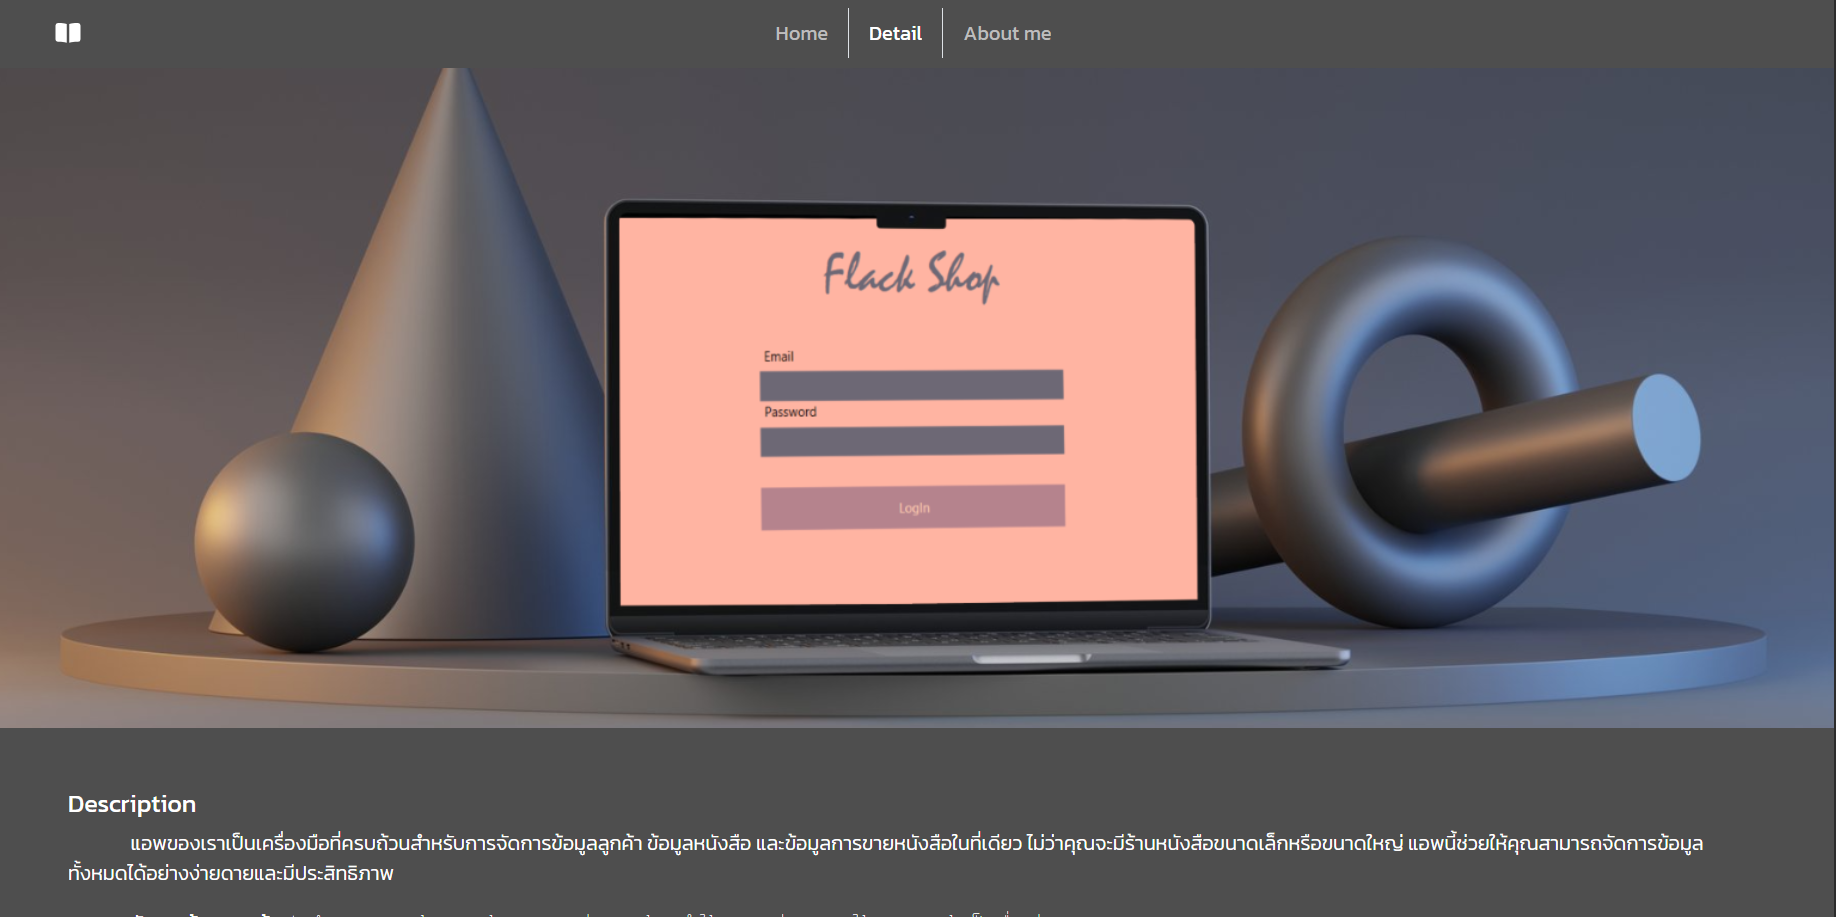 Home
Detail
About me
Flack Shop
Email
Password
LogIn
Description
แอพของเราเป็นเครื่องมือที่ครบถ้วนสำหรับการจัดการข้อมูลลูกค้า ข้อมูลหนังสือ และข้อมูลการขายหนังสือในที่เดียว ไม่ว่าคุณจะมีร้านหนังสือขนาดเล็กหรือขนาดใหญ่ แอพนี้ช่วยให้คุณสามารถจัดการข้อมูล
ทั้งหมดได้อย่างง่ายดายและมีประสิทธิภาพ